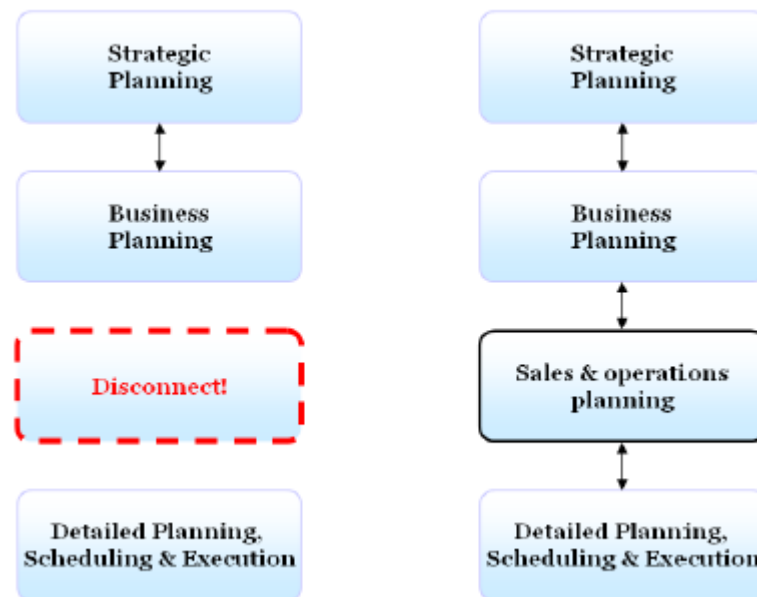 Strategic
Planning
Business
Planning
Disconnect!
Detailed Planning,
Scheduling & Execution
Strategic
Planning
Business
Planning
Sales & operations
planning
Detailed Planning,
Scheduling & Execution